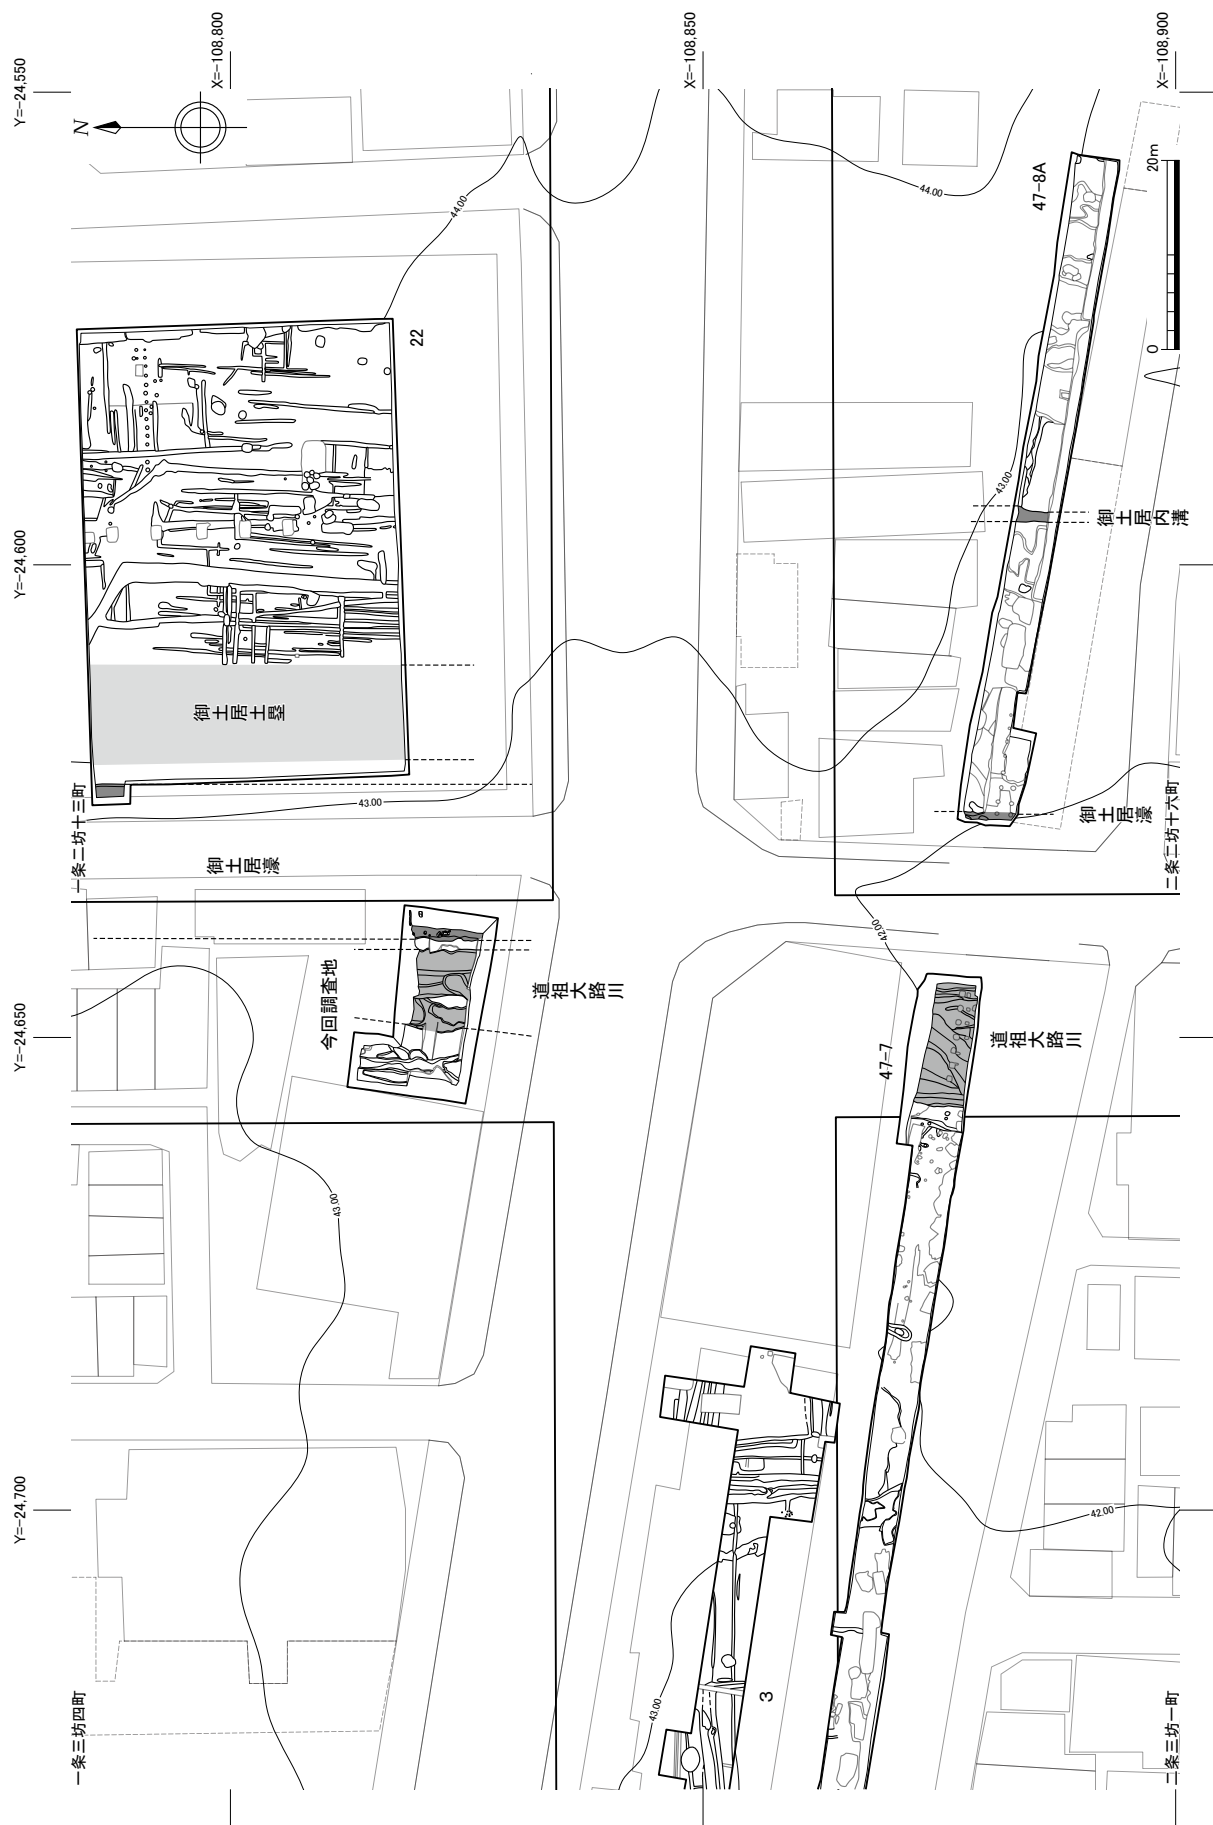 Y=-24,550
Y=-24,600
Y=-24,650
Y=-24,700
X=-108,800
X=-108,850
X=-108,900
N
44.00
22
御土居土塁
一条二坊十三町
43.00
御土居濠
今回調査地
道祖大路川
43.00
一条三坊四町
44.00
47-8A
20m
0
43.00
御土居内溝
御土居濠
二条二坊十六町
42.00
47-7
道祖大路川
42.00
43.00
3
二条三坊一町